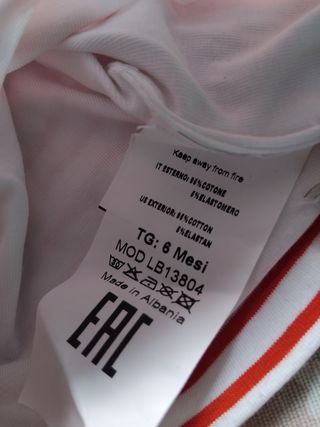 Keep away from fire
IT ESTERNO: 95%COTONE
5%ELASTOMERO
US EXTERIOR: 95%COTTON
5%ELASTAN
TG: 6 Mesi
MOD LB13804
Made in Albania
EAC